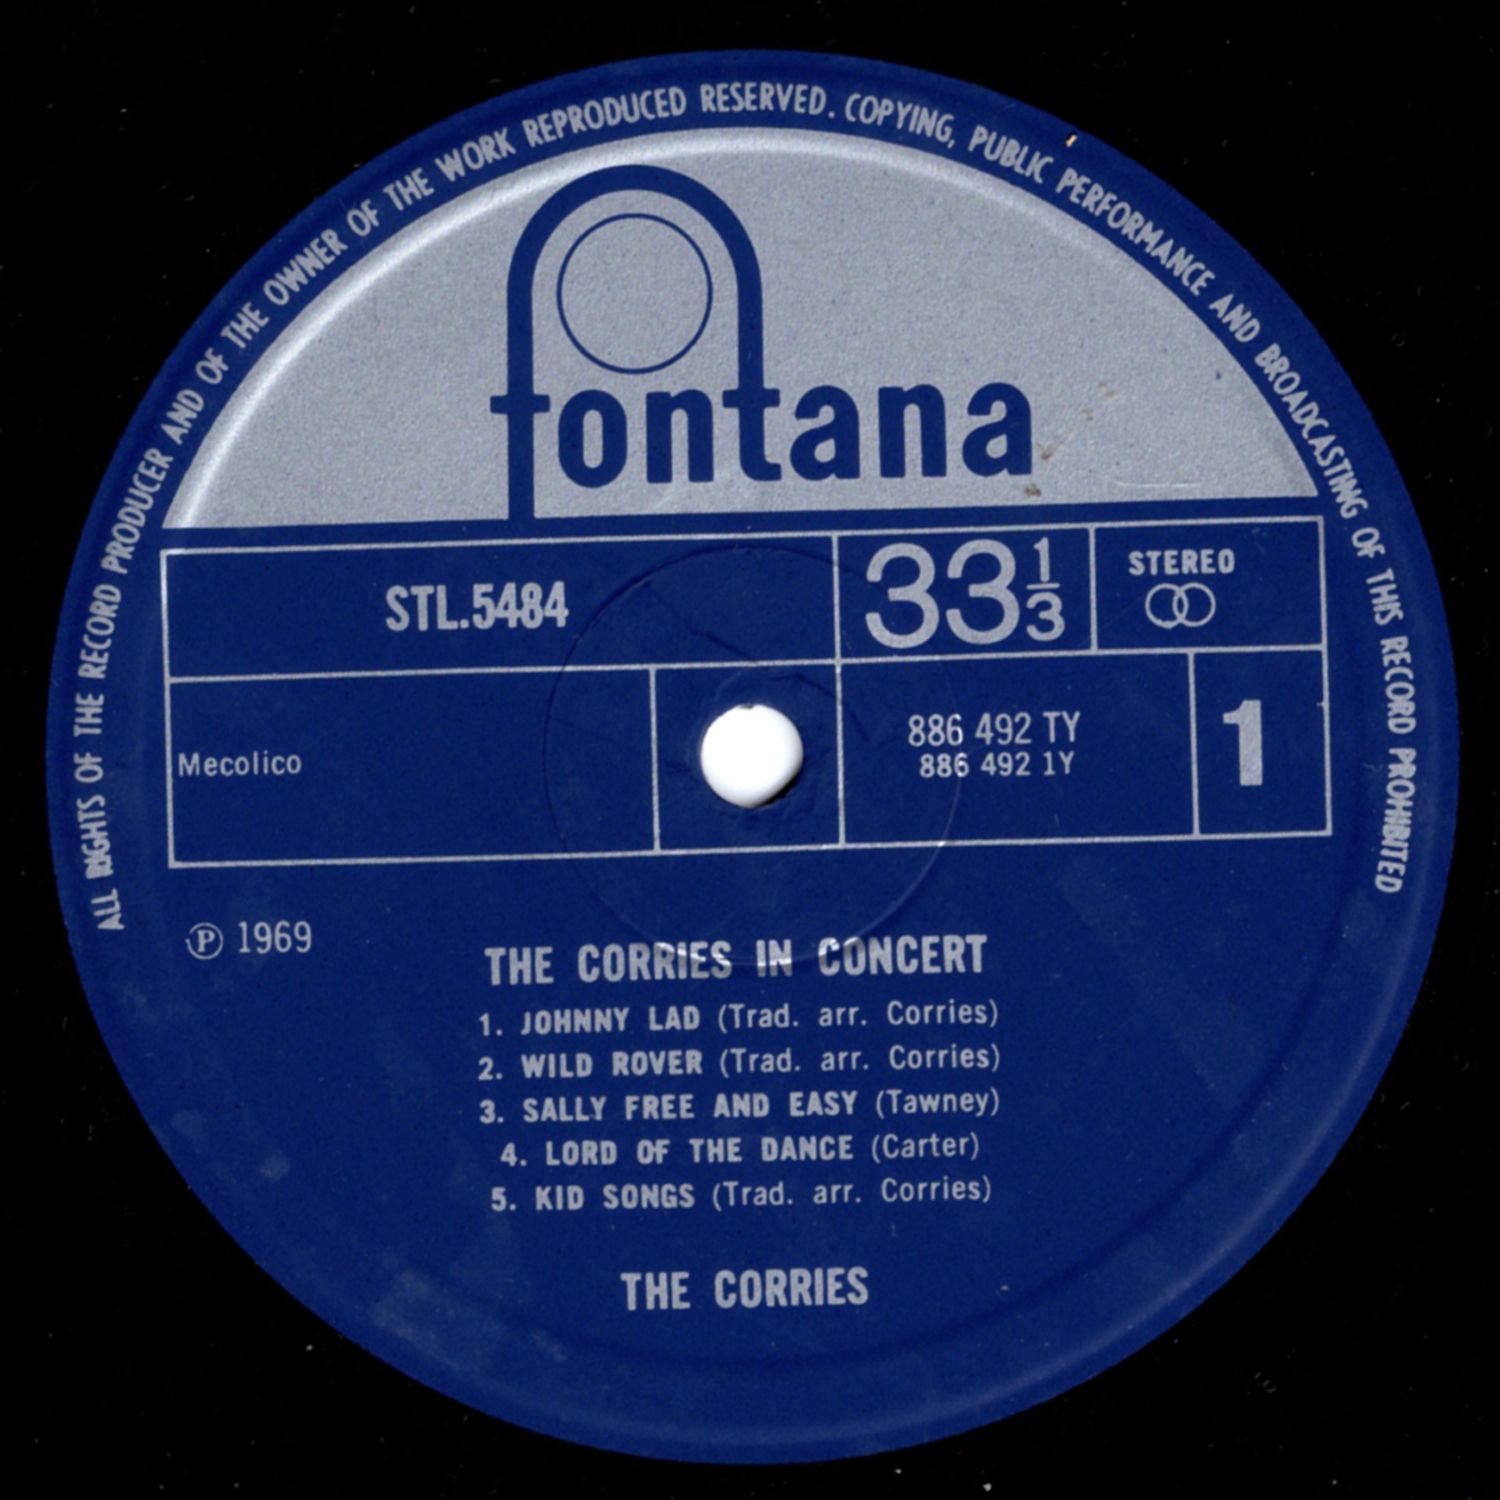 ALL RIGHTS OF THE RECORD PRODUCER AND OF THE OWNER OF THE WORK REPRODUCED RESERVED. COPYING, PUBLIC PERFORMANCE AND BROADCASTING OF THIS RECORD PROHIBITED
fontana
STL.5484
33 1/3
STEREO
Mecolico
886 492 TY
886 492 1Y
1
℗ 1969
THE CORRIES IN CONCERT
1. JOHNNY LAD (Trad. arr. Corries)
2. WILD ROVER (Trad. arr. Corries)
3. SALLY FREE AND EASY (Tawney)
4. LORD OF THE DANCE (Carter)
5. KID SONGS (Trad. arr. Corries)
THE CORRIES